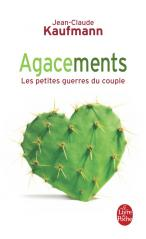 Jean-Claude
Kaufmann
Agacements
Les petites guerres du couple
Le Livre
de Poche